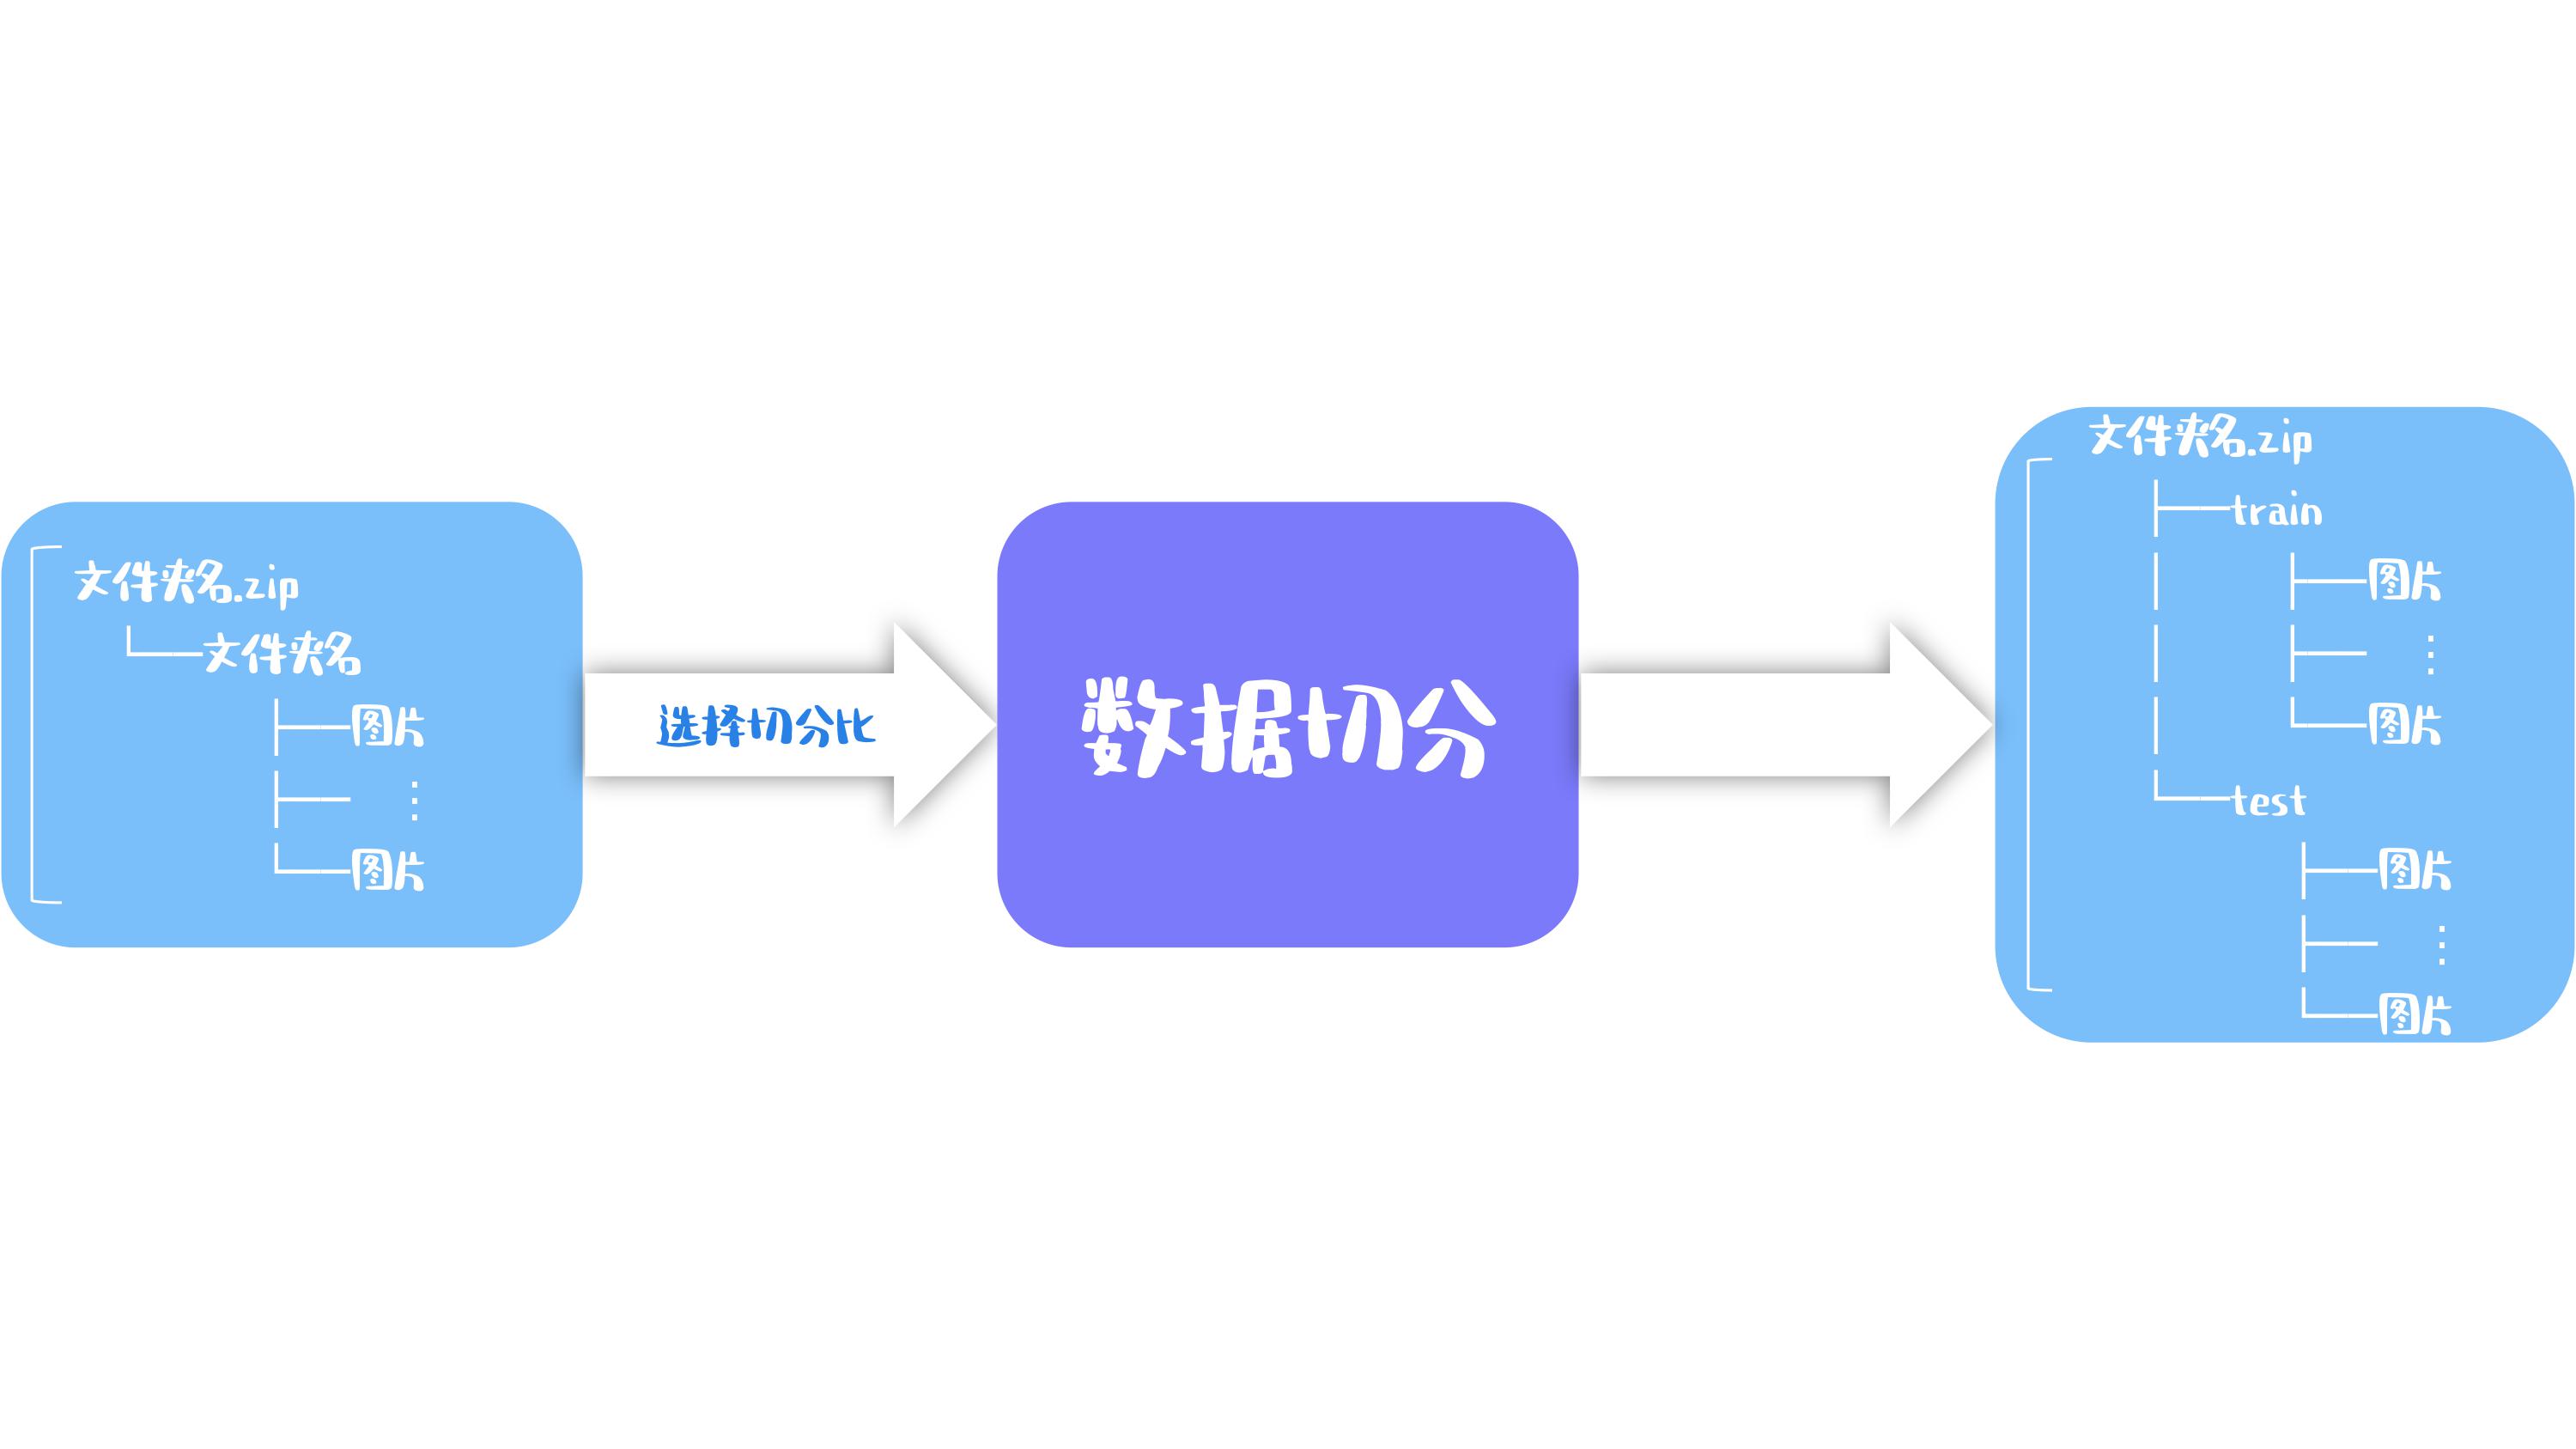 文件夹名.zip
└──文件夹名
├──图片
├── ⋮
└──图片
选择切分比
数据切分
文件夹名.zip
├──train
│ ├──图片
│ ├── ⋮
│ └──图片
└──test
├──图片
├── ⋮
└──图片